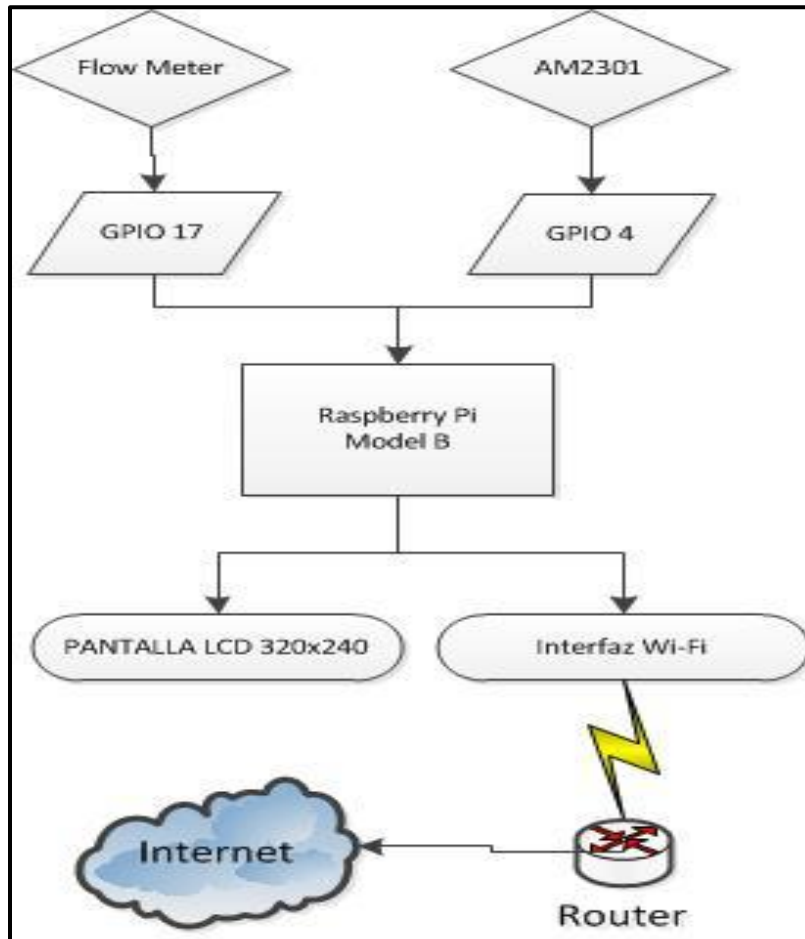 Flow Meter
AM2301
GPIO 17
GPIO 4
Raspberry Pi
Model B
PANTALLA LCD 320x240
Interfaz Wi-Fi
Internet
Router